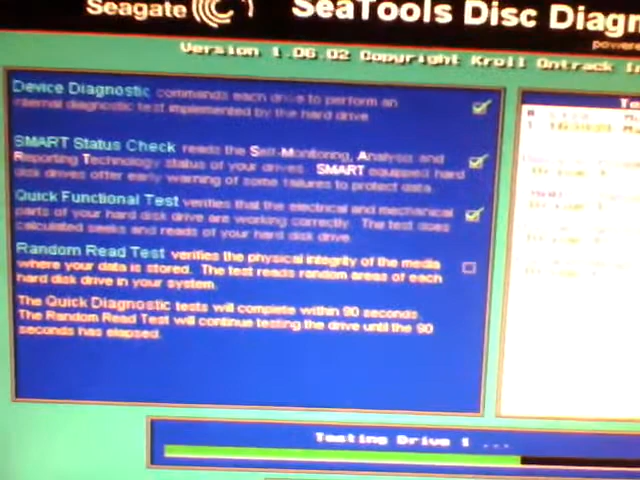 Seagate
SeaTools Disc Diagn
powere
Version 1.06.02 Copyright Kroll Ontrack In
Device Diagnostic commands each drive to perform an
internal diagnostic test implemented by the hard drive
SMART Status Check reads the Self-Monitoring, Analysis and
Reporting Technology status of your drives. SMART equipped hard
disk drives offer early warning of some failures to protect data.
Quick Functional Test verifies that the electrical and mechanical
parts of your hard disk drive are working correctly. The test does
calculated seeks and reads of your hard disk drive.
Random Read Test verifies the physical integrity of the media
where your data is stored. The test reads random areas of each
hard disk drive in your system.
The Quick Diagnostic tests will complete within 90 seconds.
The Random Read Test will continue testing the drive until the 90
seconds has elapsed.
Te
Testing Drive 1 ...